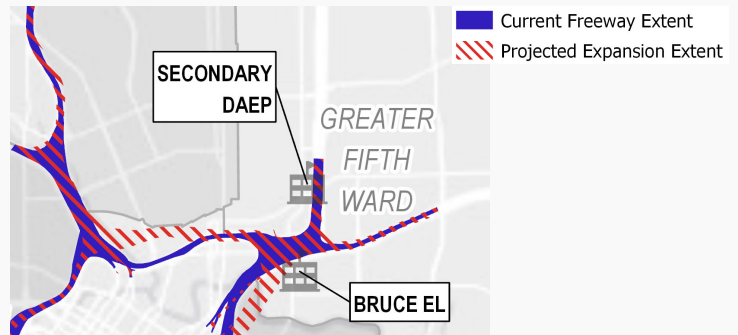 Current Freeway Extent
Projected Expansion Extent
SECONDARY
DAEP
GREATER
FIFTH
WARD
BRUCE EL